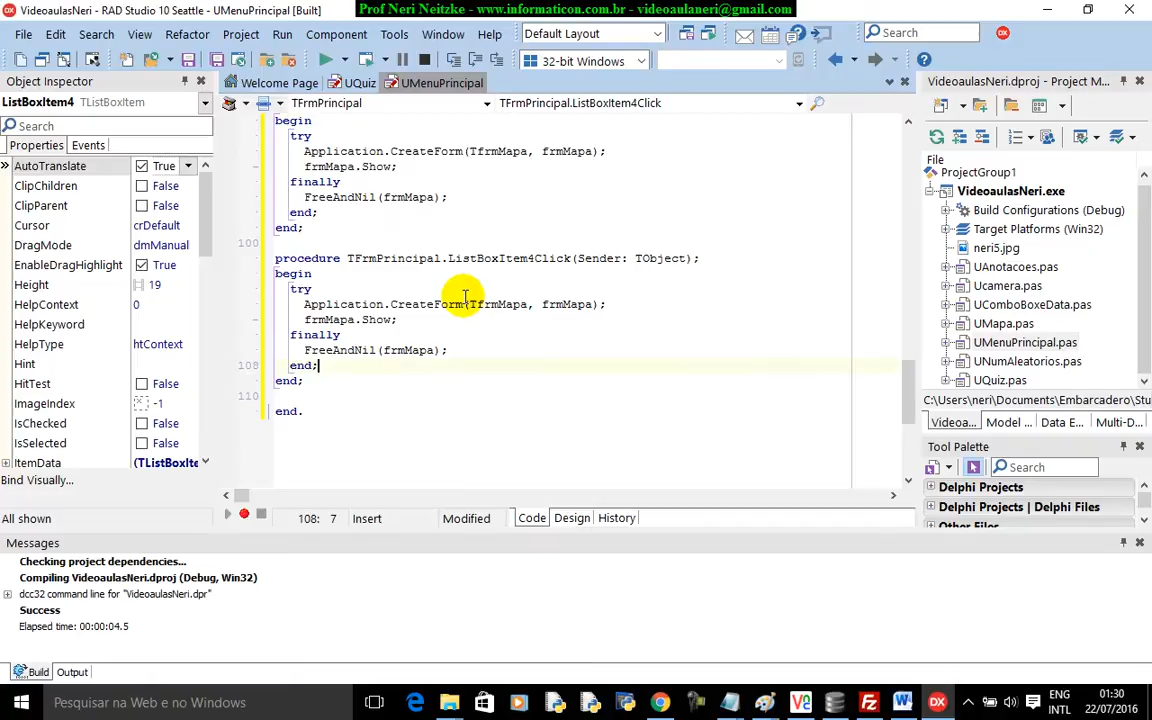 Prof Neri Neitzke - www.informaticon.com.br - videoaulaneri@gmail.com
VideoaulasNeri - RAD Studio 10 Seattle - UMenuPrincipal [Built]
File Edit Search View Refactor Project Run Component Tools Window Help
Default Layout
Search
32-bit Windows
Object Inspector
Welcome Page UQuiz UMenuPrincipal
VideoaulasNeri.dproj - Project M...
ListBoxItem4 TListBoxItem
TFrmPrincipal
TFrmPrincipal.ListBoxItem4Click
Search
Properties Events
AutoTranslate True
ClipChildren False
ClipParent False
Cursor crDefault
DragMode dmManual
EnableDragHighlight True
Height 19
HelpContext 0
HelpKeyword
HelpType htContext
Hint
HitTest False
ImageIndex -1
IsChecked False
IsSelected False
ItemData (TListBoxIte
Bind Visually...
All shown
begin
try
Application.CreateForm(TfrmMapa, frmMapa);
frmMapa.Show;
finally
FreeAndNil(frmMapa);
end;
end;
100
procedure TFrmPrincipal.ListBoxItem4Click(Sender: TObject);
begin
try
Application.CreateForm(TfrmMapa, frmMapa);
frmMapa.Show;
finally
FreeAndNil(frmMapa);
108 end;
end;
110
end.
108: 7 Insert Modified Code Design History
File
ProjectGroup1
VideoaulasNeri.exe
Build Configurations (Debug)
Target Platforms (Win32)
neri5.jpg
UAnotacoes.pas
Ucamera.pas
UComboBoxeData.pas
UMapa.pas
UMenuPrincipal.pas
UNumAleatorios.pas
UQuiz.pas
C:\Users\neri\Documents\Embarcadero\Stu
Videoa... Model ... Data E... Multi-D...
Tool Palette
Search
Delphi Projects
Delphi Projects | Delphi Files
Other Files
Messages
Checking project dependencies...
Compiling VideoaulasNeri.dproj (Debug, Win32)
dcc32 command line for "VideoaulasNeri.dpr"
Success
Elapsed time: 00:00:04.5
Build Output
Pesquisar na Web e no Windows
ENG
INTL
01:30
22/07/2016